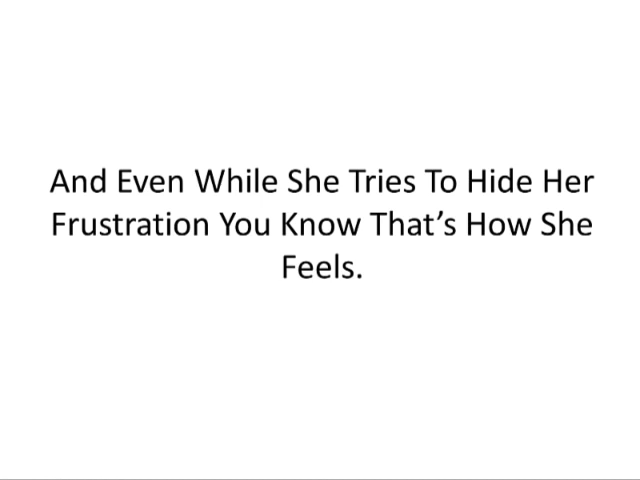 And Even While She Tries To Hide Her
Frustration You Know That’s How She
Feels.